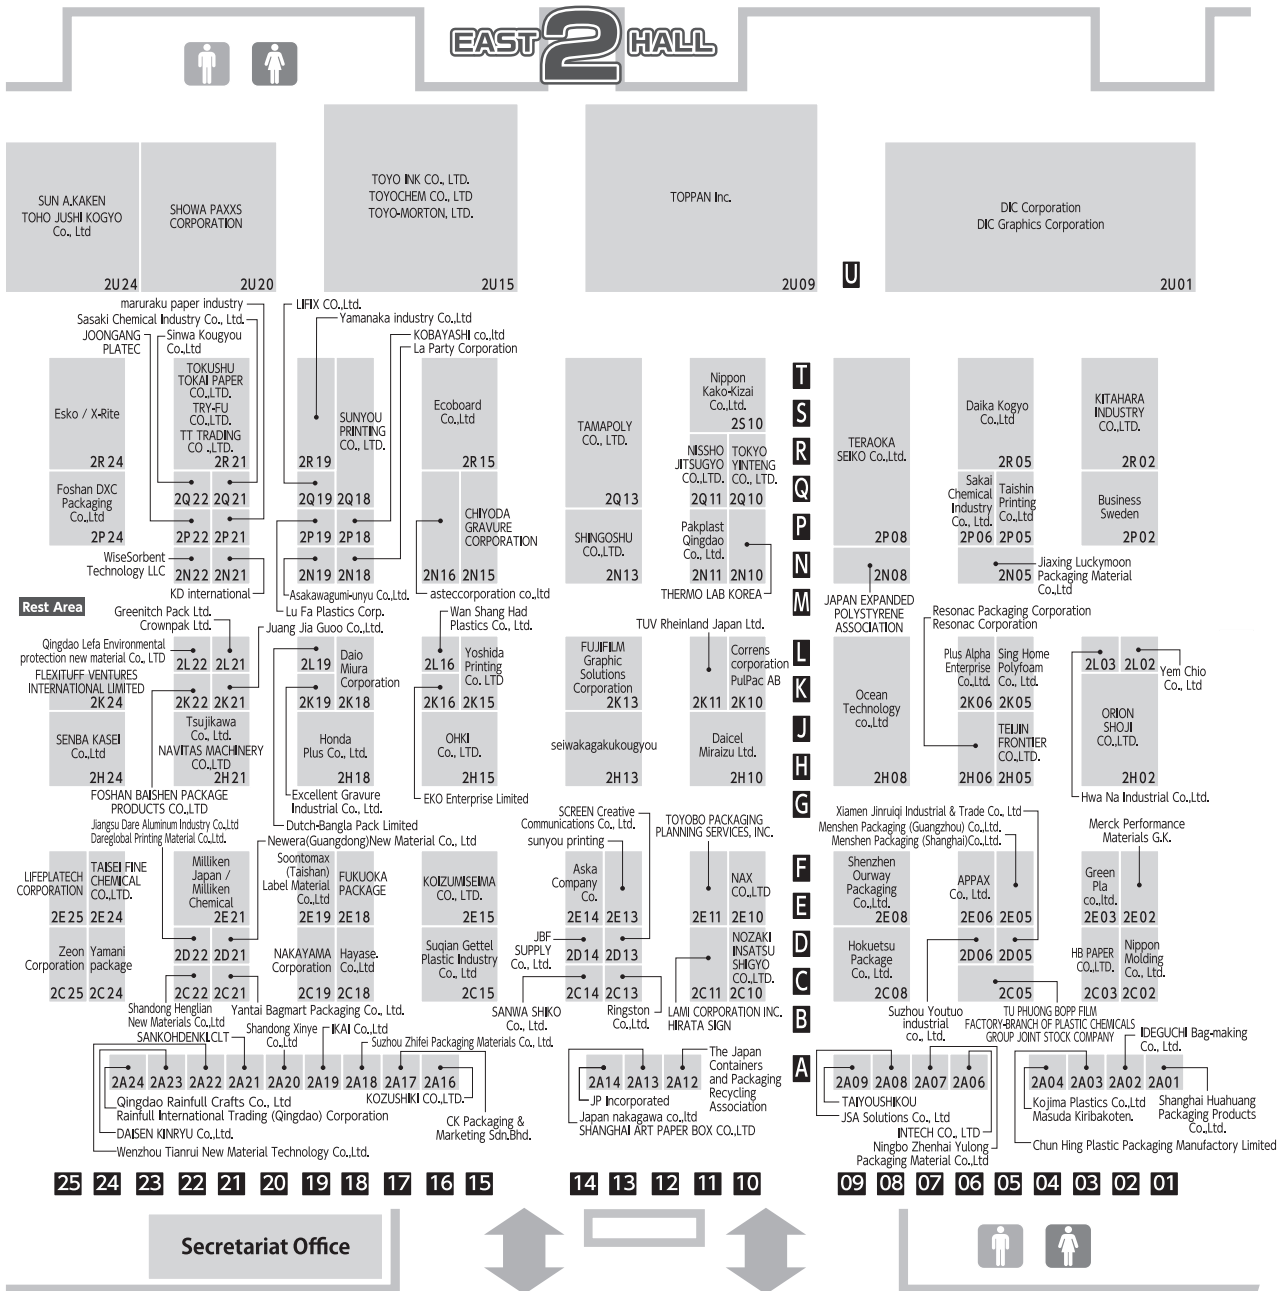 EAST 2 HALL
SUN A.KAKEN
TOHO JUSHI KOGYO
Co., Ltd
2U24
SHOWA PAXXS
CORPORATION
2U20
TOYO INK CO., LTD.
TOYOCHEM CO., LTD
TOYO-MORTON, LTD.
2U15
TOPPAN Inc.
2U09
U
DIC Corporation
DIC Graphics Corporation
2U01
maruraku paper industry
Sasaki Chemical Industry Co., Ltd.
JOONGANG
PLATEC
Sinwa Kougyou
Co.,Ltd
LIFIX CO.,Ltd.
Yamanaka industry Co.,Ltd
KOBAYASHI co.,ltd
La Party Corporation
Esko / X-Rite
2R24
TOKUSHU
TOKAI PAPER
CO.,LTD.
TRY-FU
CO.,LTD.
TT TRADING
CO .,LTD.
2R21
2R19
SUNYOU
PRINTING
CO., LTD.
Ecoboard
Co.,Ltd
2R15
TAMAPOLY
CO., LTD.
2Q13
Nippon
Kako-Kizai
Co.,Ltd.
2S10
NISSHO
JITSUGYO
CO.,LTD.
2Q11
TOKYO
YINTENG
CO., LTD.
2Q10
T
S
R
Q
P
N
M
TERAOKA
SEIKO Co.,Ltd.
2P08
Daika Kogyo
Co.,Ltd.
2R05
KITAHARA
INDUSTRY
CO.,LTD.
2R02
Foshan DXC
Packaging
Co.,Ltd
2P24
2Q22 2Q21
2Q19 2Q18
2P22 2P21
2P19 2P18
CHIYODA
GRAVURE
CORPORATION
SHINGOSHU
CO.,LTD.
2N13
Pakplast
Qingdao
Co., Ltd.
2N11 2N10
Sakai
Chemical
Industry
Co., Ltd.
2P06
Taishin
Printing
Co.,Ltd
2P05
Business
Sweden
2P02
WiseSorbent
Technology LLC
2N22 2N21
2N19 2N18
2N16 2N15
2N08
2N05
Jiaxing Luckymoon
Packaging Material
Co.,Ltd
KD international
Asakawagumi-unyu Co.,Ltd.
asteccorporation co.,ltd
THERMO LAB KOREA
JAPAN EXPANDED
POLYSTYRENE
ASSOCIATION
Rest Area
Greenitch Pack Ltd.
Crownpak Ltd.
Lu Fa Plastics Corp.
Juang Jia Guoo Co.,Ltd.
Wan Shang Had
Plastics Co., Ltd.
TUV Rheinland Japan Ltd.
Resonac Packaging Corporation
Resonac Corporation
Qingdao Lefa Environmental
protection new material Co., LTD
2L22 2L21
2L19
Daio
Miura
Corporation
2L16
Yoshida
Printing
Co. LTD
FUJIFILM
Graphic
Solutions
Corporation
2K13
Correns
corporation
PulPac AB
L
K
J
H
G
Ocean
Technology
co.,Ltd
2H08
Plus Alpha
Enterprise
Co.,Ltd.
2K06
Sing Home
Polyfoam
Co., Ltd.
2K05
2L03 2L02
Yem Chio
Co., Ltd
FLEXITUFF VENTURES
INTERNATIONAL LIMITED
2K24
2K22 2K21
2K19 2K18
2K16 2K15
2K11 2K10
SENBA KASEI
Co.,Ltd
2H24
Tsujikawa
Co., Ltd.
NAVITAS MACHINERY
CO.,LTD
2H21
Honda
Plus Co., Ltd.
2H18
OHKI
Co., LTD.
2H15
seiwakagakukougyou
2H13
Daicel
Miraizu Ltd.
2H10
2H06
TEIJIN
FRONTIER
CO.,LTD.
2H05
ORION
SHOJI
CO.,LTD.
2H02
FOSHAN BAISHEN PACKAGE
PRODUCTS CO.,LTD
Excellent Gravure
Industrial Co., Ltd.
EKO Enterprise Limited
Hwa Na Industrial Co.,Ltd.
Jiangsu Dare Aluminum Industry Co.,Ltd
Dareglobal Printing Material Co.,Ltd.
Dutch-Bangla Pack Limited
Newera(Guangdong)New Material Co., Ltd
SCREEN Creative
Communications Co., Ltd.
sunyou printing
TOYOBO PACKAGING
PLANNING SERVICES, INC.
Xiamen Jinruiqi Industrial & Trade Co., Ltd
Menshen Packaging (Guangzhou) Co.,Ltd.
Menshen Packaging (Shanghai)Co.,Ltd.
Merck Performance
Materials G.K.
LIFEPLATECH
CORPORATION
2E25
TAISEI FINE
CHEMICAL
CO.,LTD.
2E24
Milliken
Japan /
Milliken
Chemical
2E21
Soontomax
(Taishan)
Label Material
Co.,Ltd
2E19
FUKUOKA
PACKAGE
2E18
KOIZUMISEIMA
CO., LTD.
2E15
Aska
Company
Co.
2E14 2E13
2E11
NAX
CO.,LTD
2E10
F
E
D
C
B
Shenzhen
Ourway
Packaging
Co.,Ltd.
2E08
APPAX
Co., Ltd.
2E06 2E05
Green
Pla
co.,ltd.
2E03 2E02
Zeon
Corporation
2C25
Yamani
package
2C24
2D22 2D21
2C22 2C21
NAKAYAMA
Corporation
2C19
Hayase.
Co.,Ltd
2C18
Suqian Gettel
Plastic Industry
Co., Ltd
2C15
JBF
SUPPLY
Co., Ltd.
2D14 2D13
2C14 2C13
2C11
NOZAKI
INSATSU
SHIGYO
CO.,LTD.
2C10
Hokuetsu
Package
Co., Ltd.
2C08
2D06 2D05
2C05
HB PAPER
CO.,LTD.
2C03
Nippon
Molding
Co., Ltd.
2C02
Shandong Henglian
New Materials Co.,Ltd
Yantai Bagmart Packaging Co., Ltd.
SANWA SHIKO
Co., Ltd.
Ringston
Co.,Ltd.
LAMI CORPORATION INC.
HIRATA SIGN
Suzhou Youtuo
industrial
co., Ltd.
TU PHUONG BOPP FILM
FACTORY-BRANCH OF PLASTIC CHEMICALS
GROUP JOINT STOCK COMPANY
SANKOHDENKI.CLT
Shandong Xinye
Co.,Ltd
IKAI Co.,Ltd
Suzhou Zhifei Packaging Materials Co., Ltd.
IDEGUCHI Bag-making
Co., Ltd.
2A24 2A23 2A22 2A21 2A20 2A19 2A18 2A17 2A16
2A14 2A13 2A12
The Japan
Containers
and Packaging
Recycling
Association
A
2A09 2A08 2A07 2A06
2A04 2A03 2A02 2A01
Qingdao Rainfull Crafts Co., Ltd
Rainfull International Trading (Qingdao) Corporation
DAISEN KINRYU Co.,Ltd.
Wenzhou Tianrui New Material Technology Co.,Ltd.
KOZUSHIKI CO.,LTD.
CK Packaging &
Marketing Sdn.Bhd.
JP Incorporated
Japan nakagawa co.,ltd
SHANGHAI ART PAPER BOX CO.,LTD
TAIYOUSHIKOU
JSA Solutions Co., Ltd
INTECH CO., LTD
Ningbo Zhenhai Yulong
Packaging Material Co.,Ltd
Kojima Plastics Co.,Ltd
Masuda Kiribakoten.
Shanghai Huahuang
Packaging Products
Co.,Ltd.
Chun Hing Plastic Packaging Manufactory Limited
25 24 23 22 21 20 19 18 17 16 15 14 13 12 11 10 09 08 07 06 05 04 03 02 01
Secretariat Office